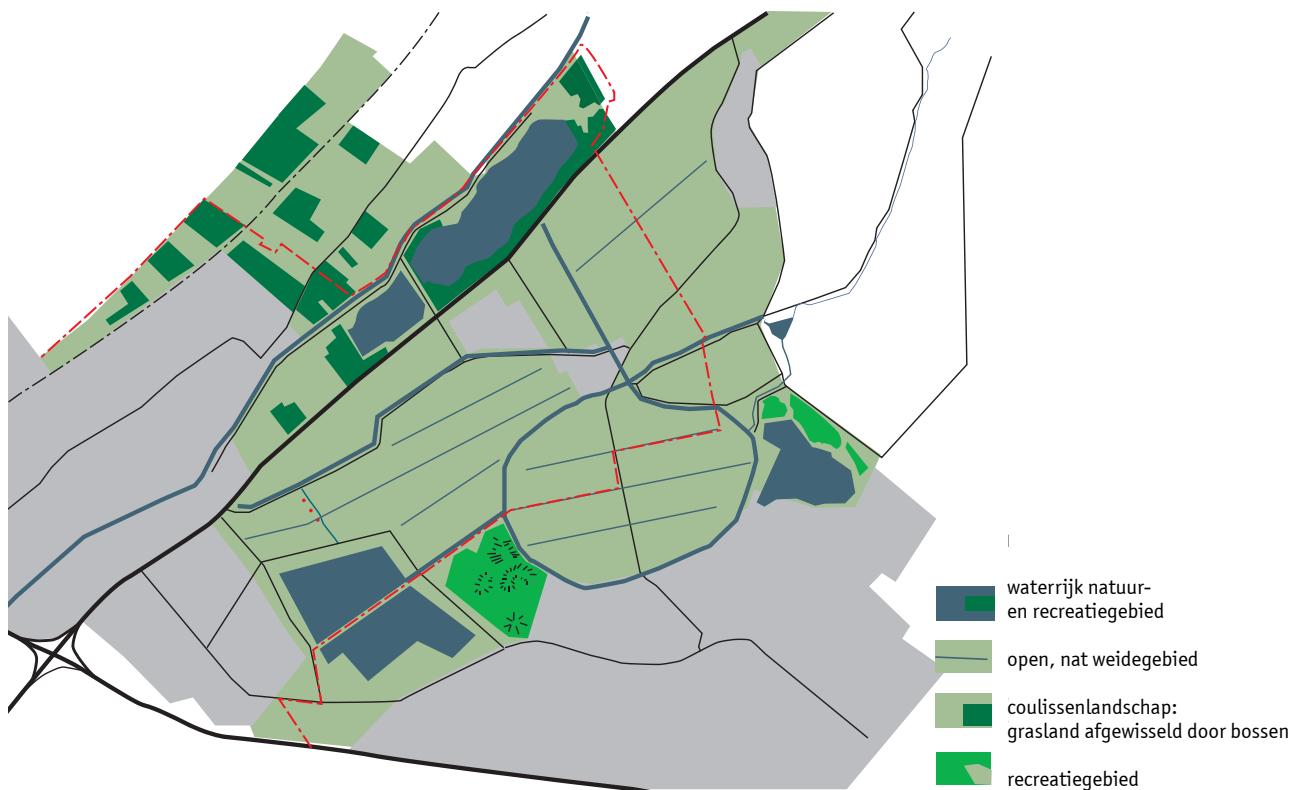 waterrijk natuur-
en recreatiegebied
open, nat weidegebied
coulissenlandschap:
grasland afgewisseld door bossen
recreatiegebied